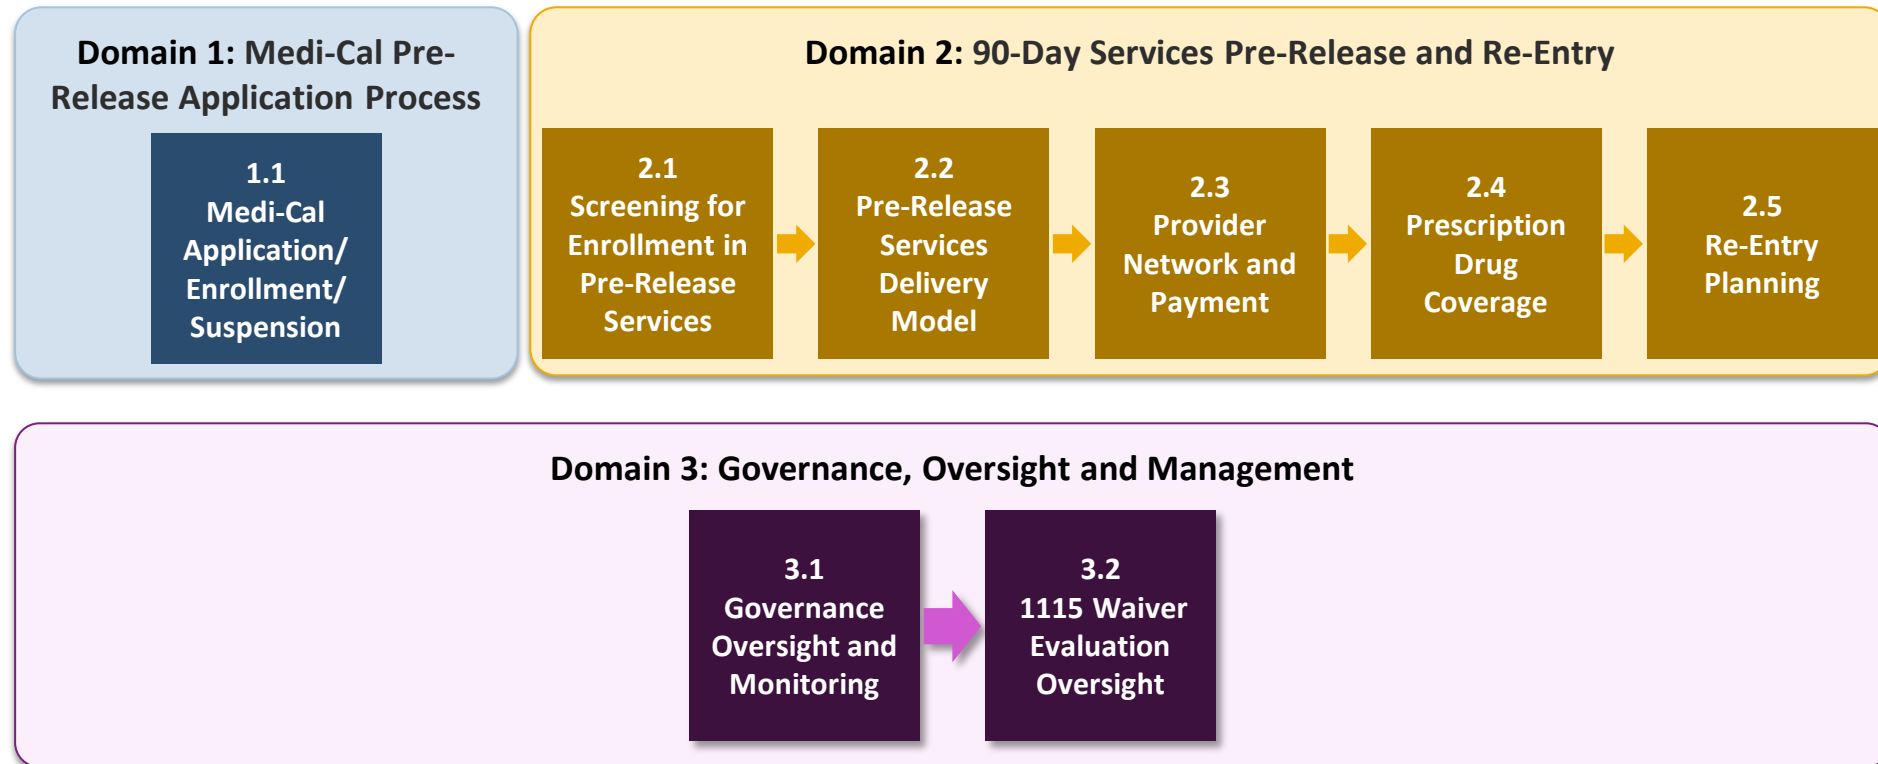 Domain 1: Medi-Cal Pre-
Release Application Process
1.1
Medi-Cal
Application/
Enrollment/
Suspension
Domain 2: 90-Day Services Pre-Release and Re-Entry
2.1
Screening for
Enrollment in
Pre-Release
Services
2.2
Pre-Release
Services
Delivery
Model
2.3
Provider
Network and
Payment
2.4
Prescription
Drug
Coverage
2.5
Re-Entry
Planning
Domain 3: Governance, Oversight and Management
3.1
Governance
Oversight and
Monitoring
3.2
1115 Waiver
Evaluation
Oversight